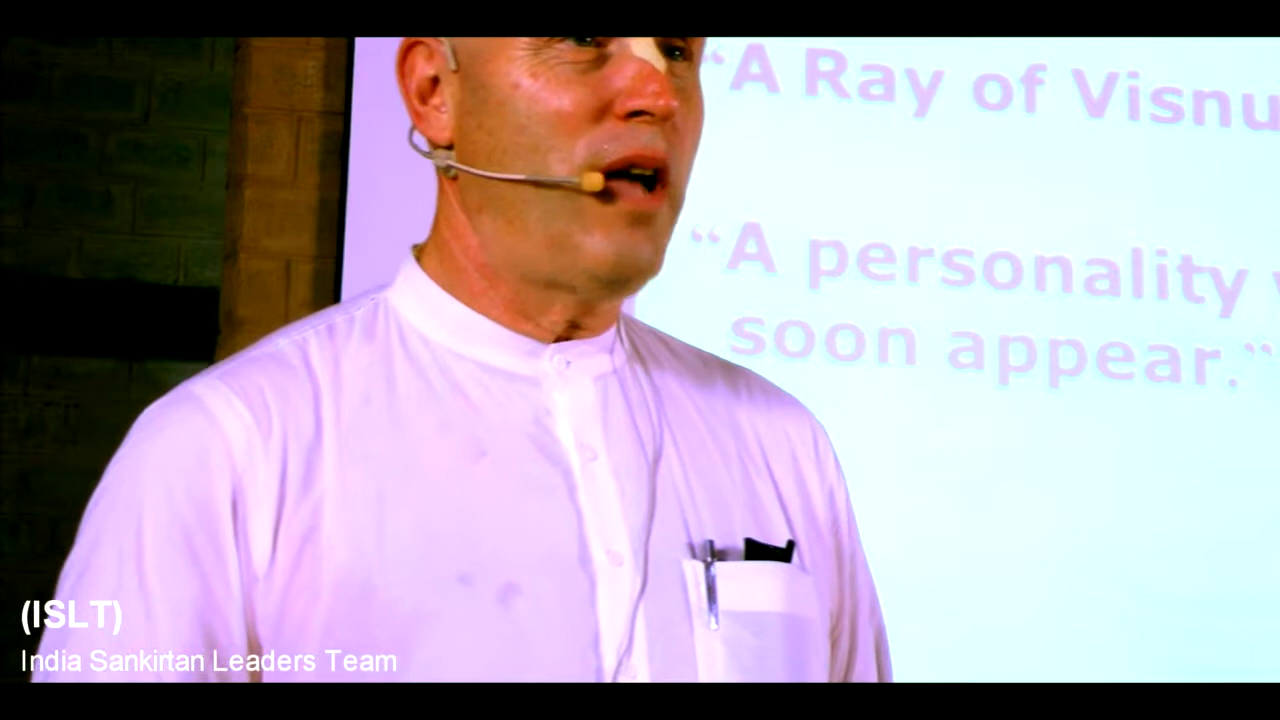 “A Ray of Visnu
“A personality
soon appear.”
(ISLT)
India Sankirtan Leaders Team